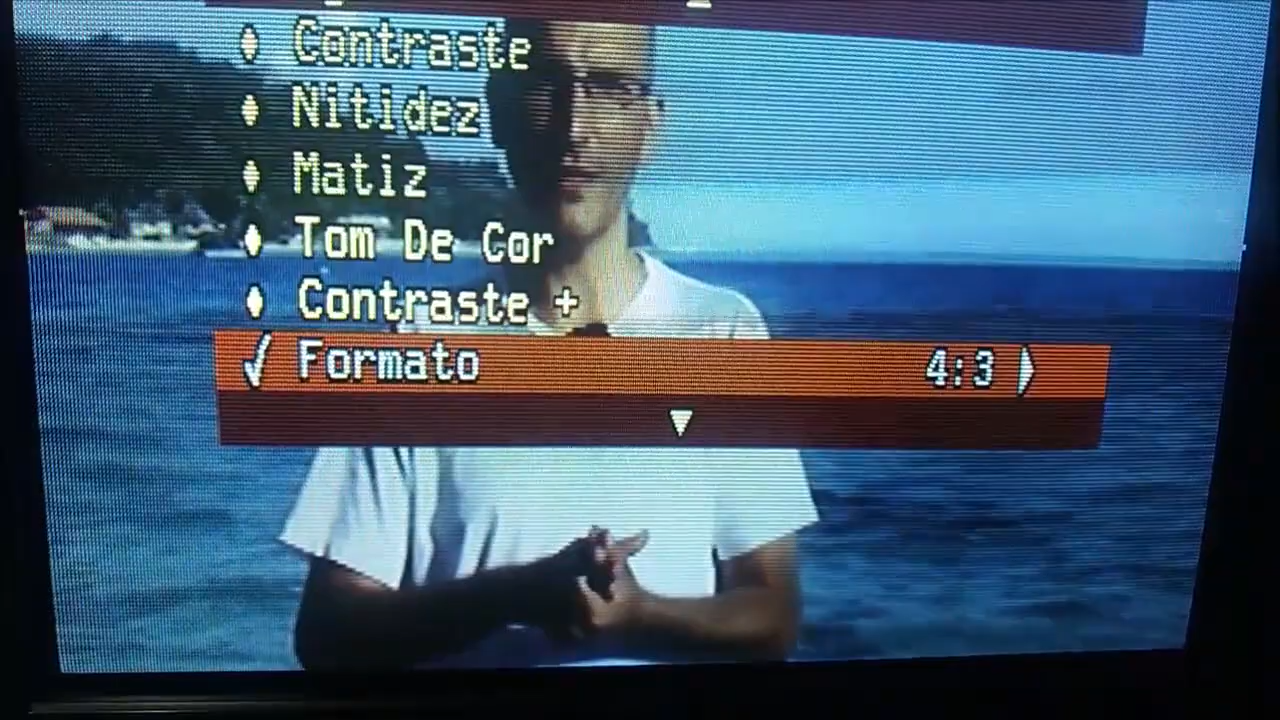 Contraste
Nitidez
Matiz
Tom De Cor
Contraste +
Formato 4:3